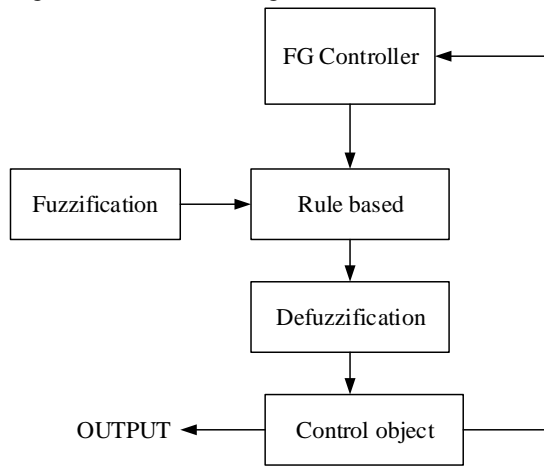 FG Controller
Fuzzification
Rule based
Defuzzification
OUTPUT
Control object